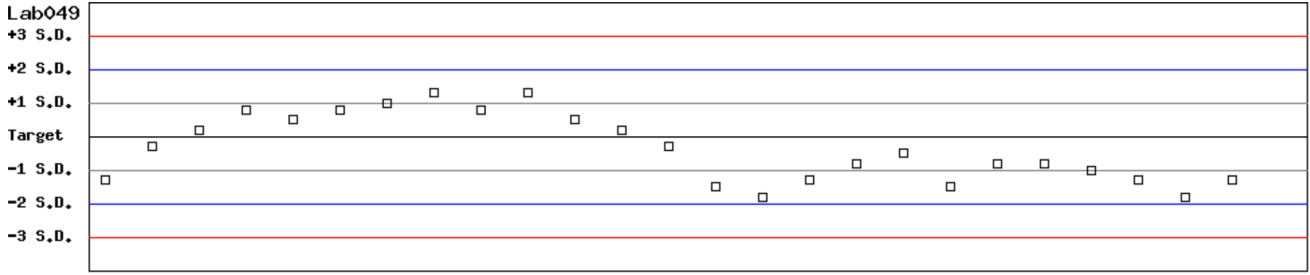 Lab049
+3 S.D.
+2 S.D.
+1 S.D.
Target
-1 S.D.
-2 S.D.
-3 S.D.